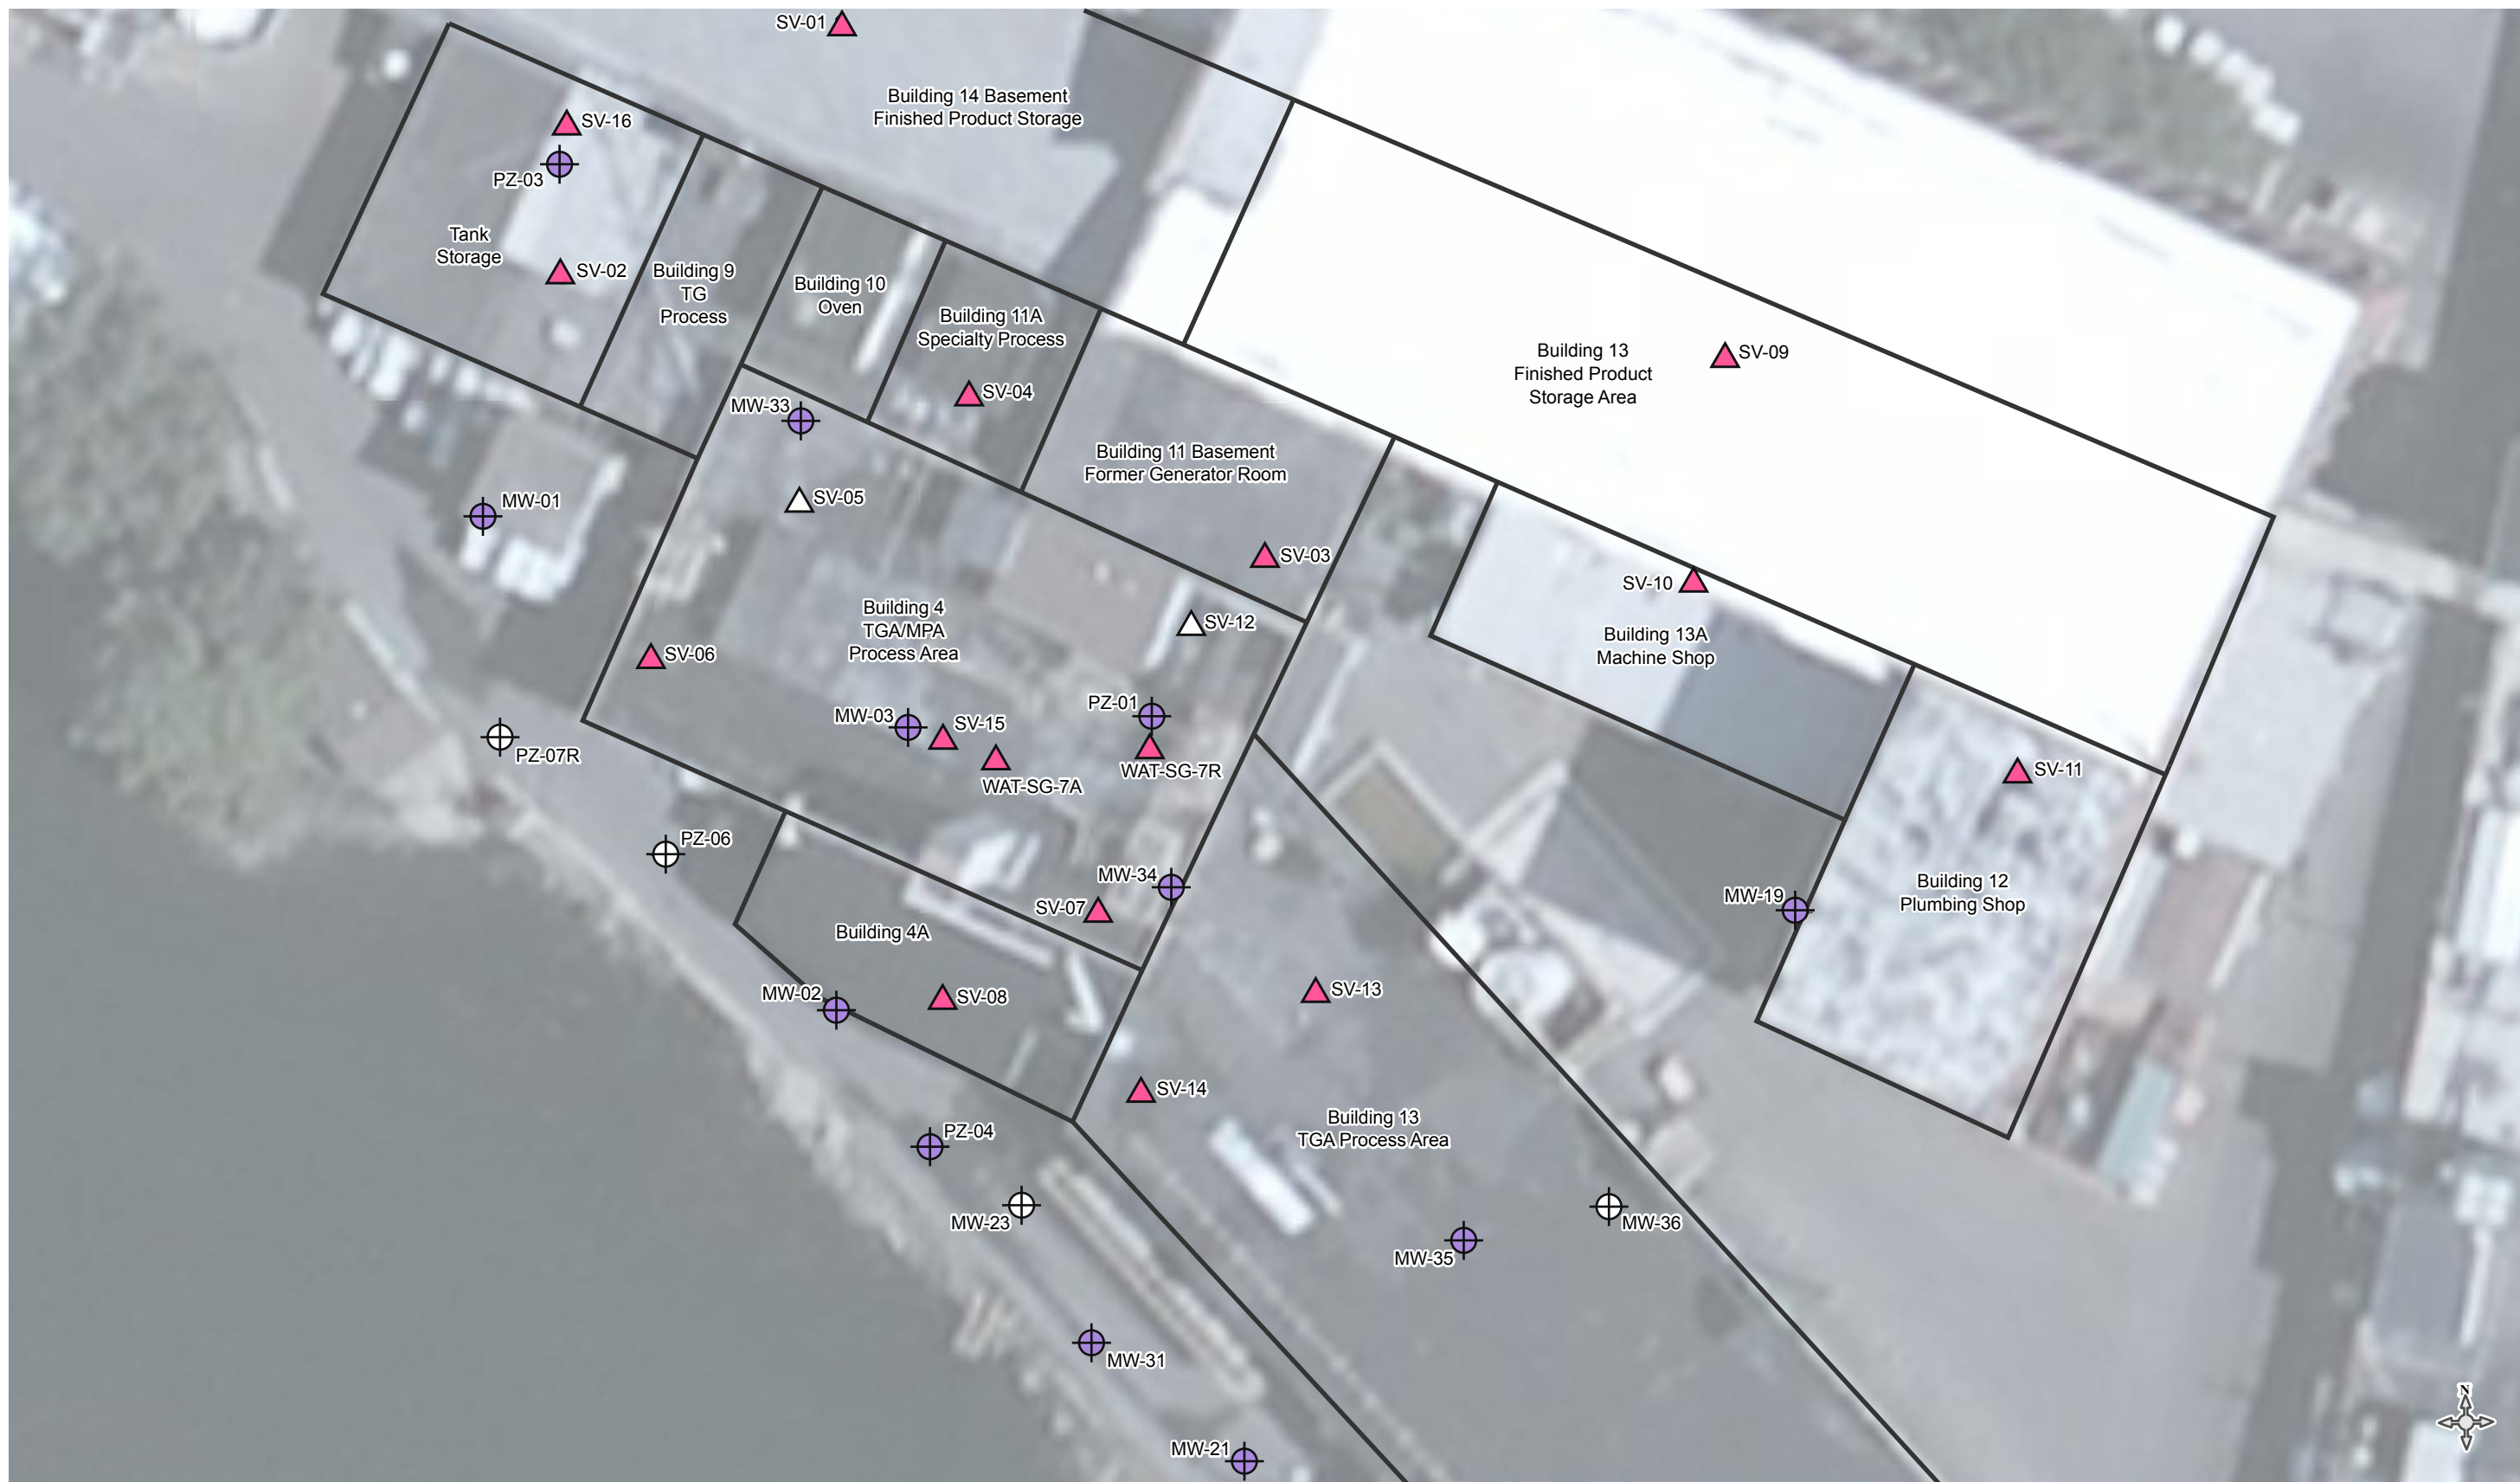 SV-01
Building 14 Basement
Finished Product Storage
SV-16
PZ-03
Tank
Storage
SV-02
Building 9
TG
Process
Building 10
Oven
Building 11A
Specialty Process
SV-04
Building 13
Finished Product
Storage Area
SV-09
MW-33
Building 11 Basement
Former Generator Room
MW-01
SV-05
SV-03
SV-10
Building 4
TGA/MPA
Process Area
SV-12
Building 13A
Machine Shop
SV-06
PZ-01
MW-03
SV-15
PZ-07R
WAT-SG-7A
WAT-SG-7R
SV-11
PZ-06
MW-34
SV-07
Building 12
Plumbing Shop
MW-19
Building 4A
MW-02
SV-08
SV-13
SV-14
Building 13
TGA Process Area
PZ-04
MW-23
MW-36
MW-35
MW-31
MW-21
N